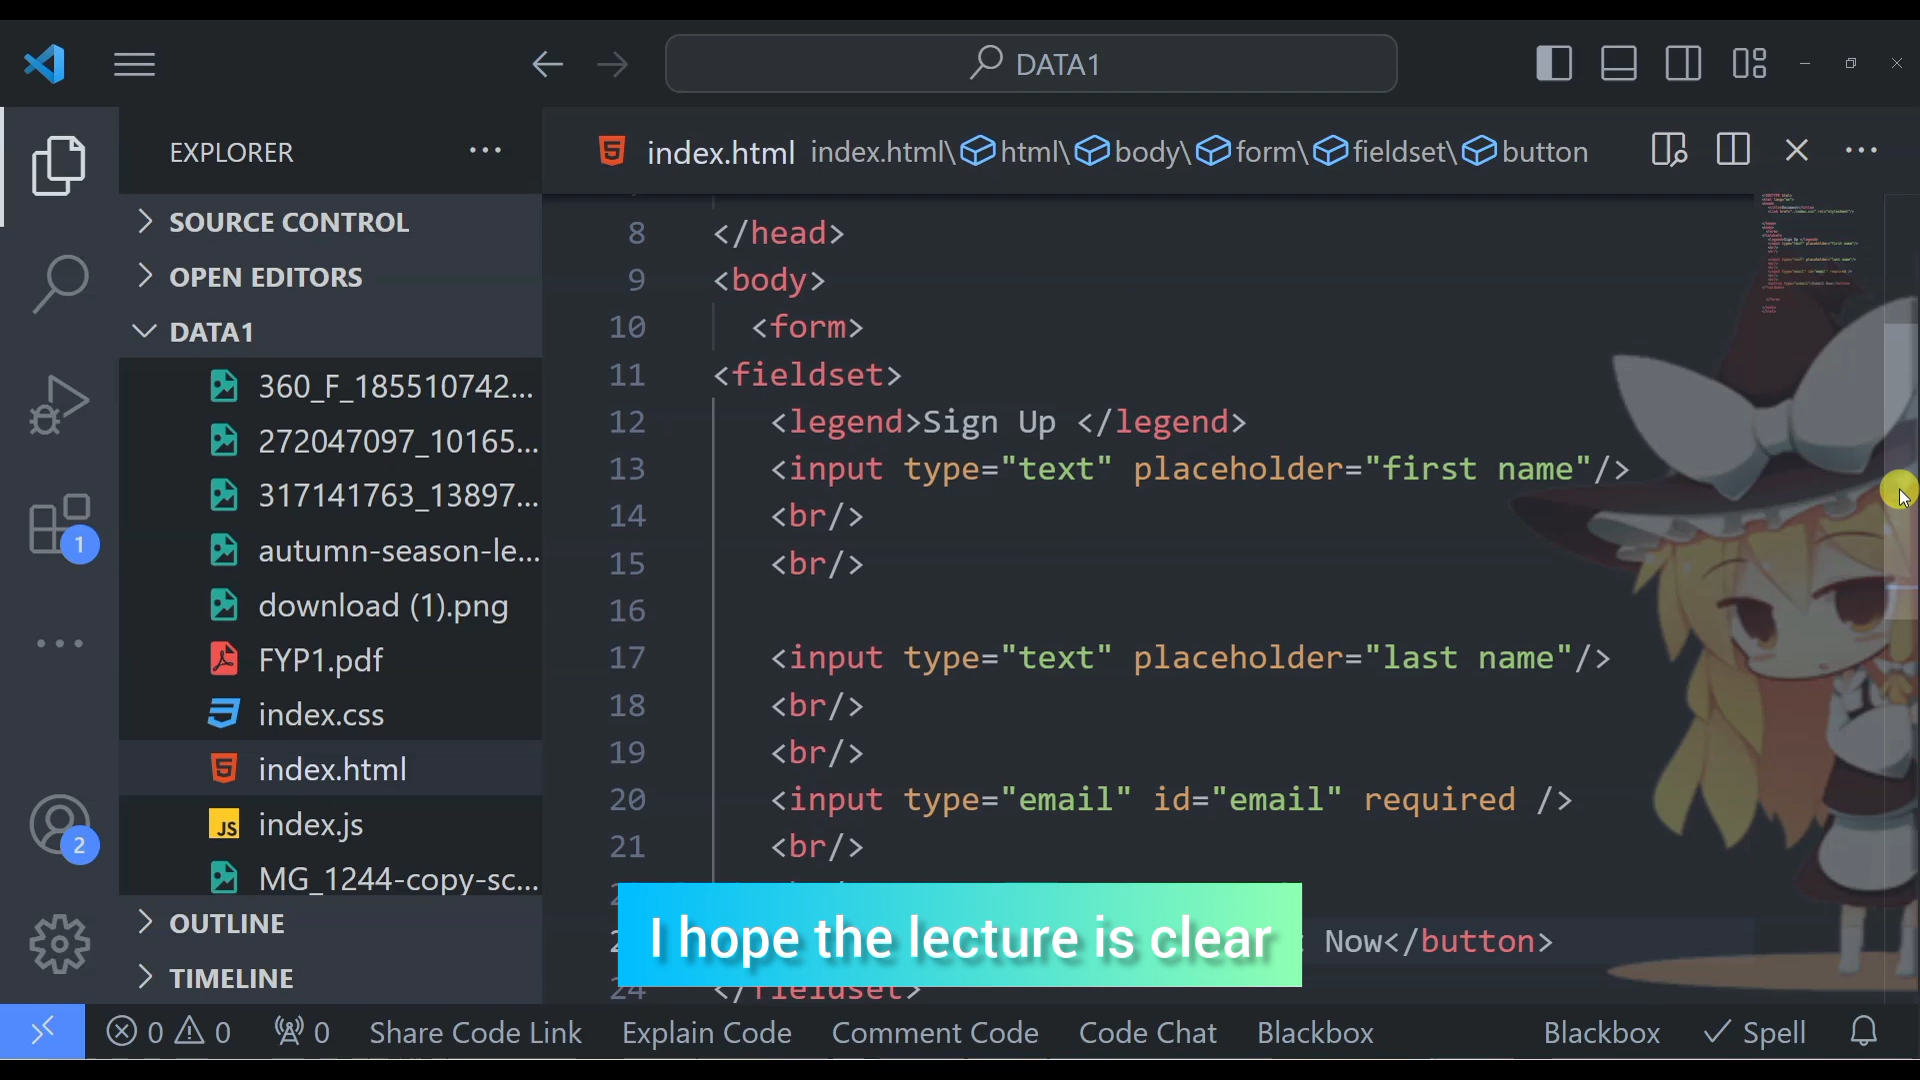 DATA1
EXPLORER
index.html index.html\html\body\form\fieldset\button
SOURCE CONTROL
OPEN EDITORS
DATA1
360_F_185510742...
272047097_10165...
317141763_13897...
autumn-season-le...
download (1).png
FYP1.pdf
index.css
index.html
index.js
MG_1244-copy-sc...
OUTLINE
TIMELINE
1
2
8 </head>
9 <body>
10 <form>
11 <fieldset>
12 <legend>Sign Up </legend>
13 <input type="text" placeholder="first name"/>
14 <br/>
15 <br/>
16
17 <input type="text" placeholder="last name"/>
18 <br/>
19 <br/>
20 <input type="email" id="email" required />
21 <br/>
Now</button>
24 </fieldset>
I hope the lecture is clear
0 0 0 Share Code Link Explain Code Comment Code Code Chat Blackbox Blackbox Spell